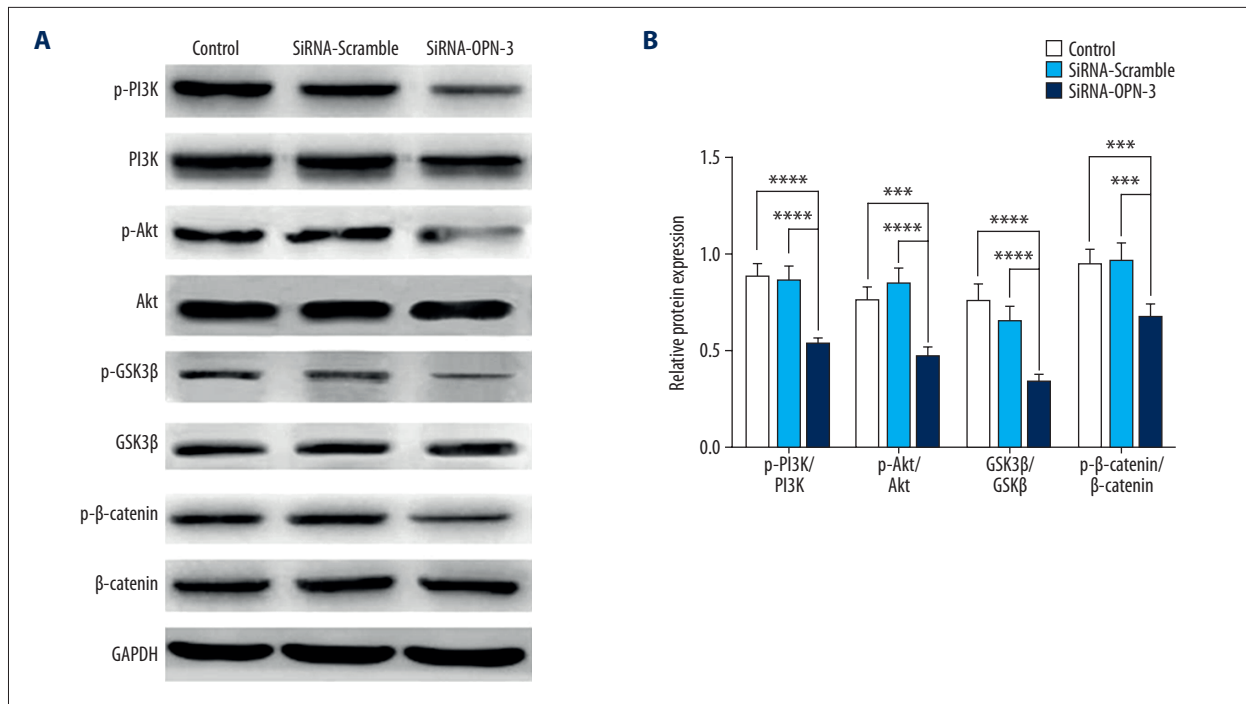 A
Control SiRNA-Scramble SiRNA-OPN-3
p-PI3K
PI3K
p-Akt
Akt
p-GSK3β
GSK3β
p-β-catenin
β-catenin
GAPDH
B
Control
SiRNA-Scramble
SiRNA-OPN-3
Relative protein expression
1.5
1.0
0.5
0.0
**** **** *** **** **** **** *** ***
p-PI3K/
PI3K
p-Akt/
Akt
GSK3β/
GSKβ
p-β-catenin/
β-catenin